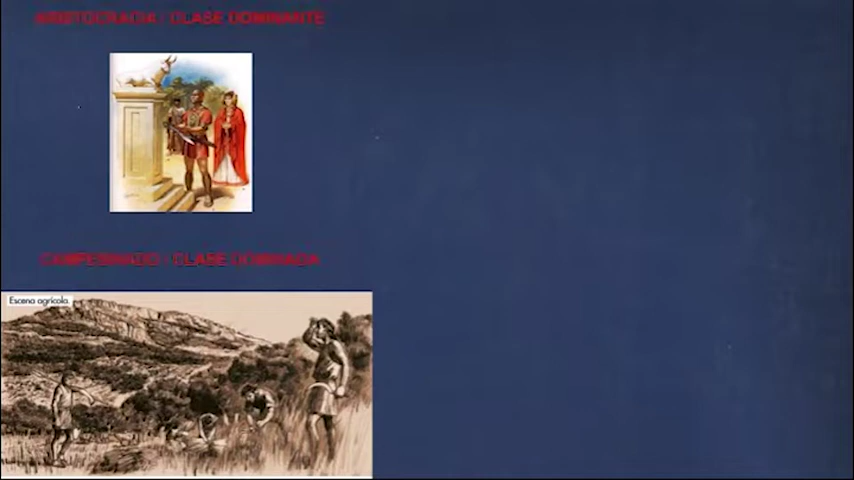 ARISTOCRACIA / CLASE DOMINANTE
CAMPESINADO / CLASE DOMINADA
Escena agrícola.